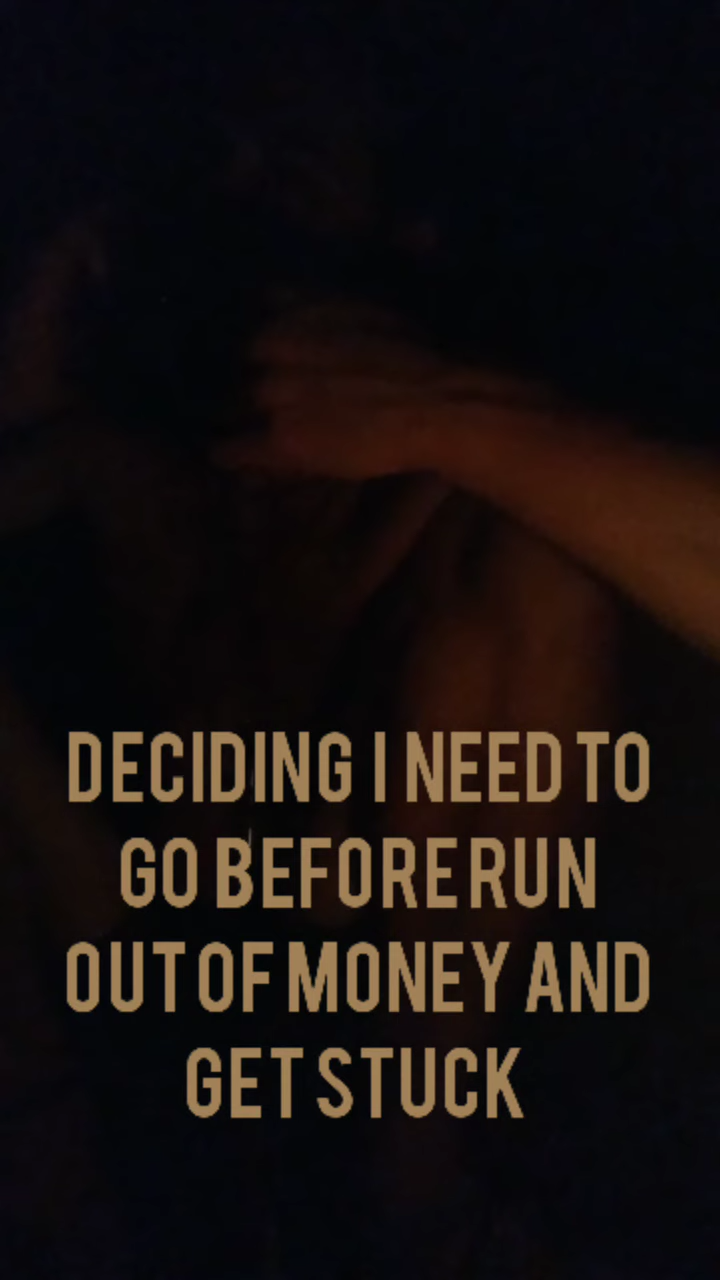 DECIDING I NEED TO
GO BEFORE RUN
OUT OF MONEY AND
GET STUCK